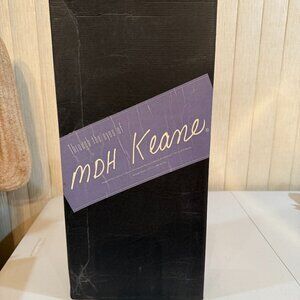 Through the eyes of
MDH Keane®